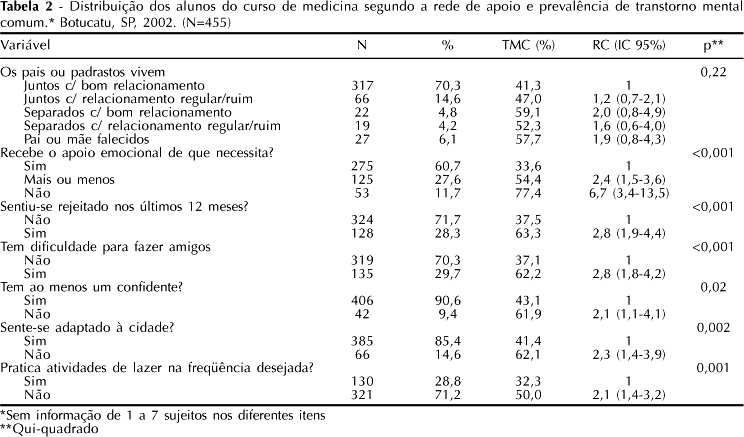 Tabela 2 - Distribuição dos alunos do curso de medicina segundo a rede de apoio e prevalência de transtorno mental
comum.* Botucatu, SP, 2002. (N=455)
Variável N % TMC (%) RC (IC 95%) p**
Os pais ou padrastos vivem 0,22
Juntos c/ bom relacionamento 317 70,3 41,3 1
Juntos c/ relacionamento regular/ruim 66 14,6 47,0 1,2 (0,7-2,1)
Separados c/ bom relacionamento 22 4,8 59,1 2,0 (0,8-4,9)
Separados c/ relacionamento regular/ruim 19 4,2 52,3 1,6 (0,6-4,0)
Pai ou mãe falecidos 27 6,1 57,7 1,9 (0,8-4,3)
Recebe o apoio emocional de que necessita? <0,001
Sim 275 60,7 33,6 1
Mais ou menos 125 27,6 54,4 2,4 (1,5-3,6)
Não 53 11,7 77,4 6,7 (3,4-13,5)
Sentiu-se rejeitado nos últimos 12 meses? <0,001
Não 324 71,7 37,5 1
Sim 128 28,3 63,3 2,8 (1,9-4,4)
Tem dificuldade para fazer amigos <0,001
Não 319 70,3 37,1 1
Sim 135 29,7 62,2 2,8 (1,8-4,2)
Tem ao menos um confidente? 0,02
Sim 406 90,6 43,1 1
Não 42 9,4 61,9 2,1 (1,1-4,1)
Sente-se adaptado à cidade? 0,002
Sim 385 85,4 41,4 1
Não 66 14,6 62,1 2,3 (1,4-3,9)
Pratica atividades de lazer na freqüência desejada? 0,001
Sim 130 28,8 32,3 1
Não 321 71,2 50,0 2,1 (1,4-3,2)
*Sem informação de 1 a 7 sujeitos nos diferentes itens
**Qui-quadrado